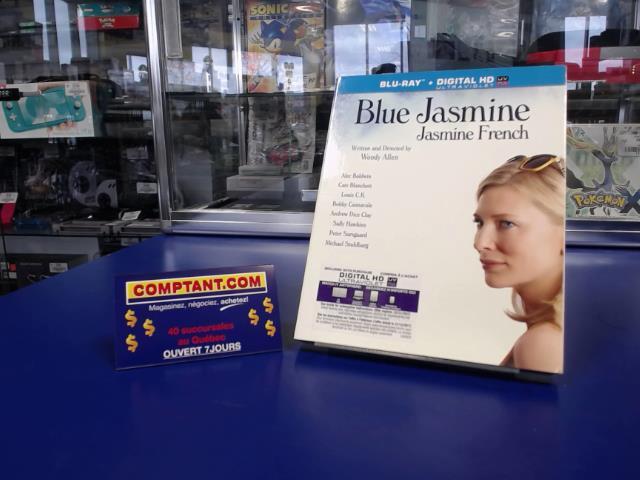 SONIC
BLU-RAY + DIGITAL HD
ULTRAVIOLET
Blue Jasmine
Jasmine French
Written and Directed by
Woody Allen
Alec Baldwin
Cate Blanchett
Louis C.K.
Bobby Cannavale
Andrew Dice Clay
Sally Hawkins
Peter Sarsgaard
Michael Stuhlbarg
DIGITAL HD
ULTRAVIOLET
COMPTANT.COM
Magasinez, négociez, achetez!
40 succursales
au Québec
OUVERT 7JOURS
POKÉMON X